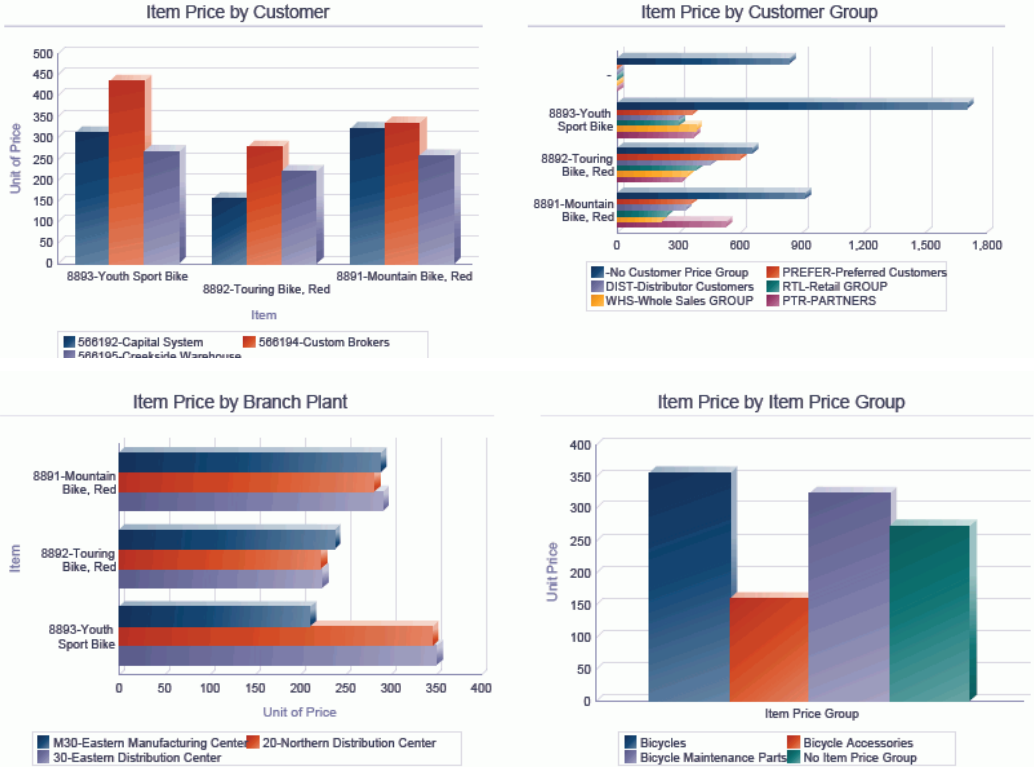 Item Price by Customer
500
450
400
350
300
250
200
150
100
50
0
Unit of Price
8893-Youth Sport Bike
8892-Touring Bike, Red
8891-Mountain Bike, Red
Item
566192-Capital System
566194-Custom Brokers
566195-Creekside Warehouse
Item Price by Customer Group
-
8893-Youth
Sport Bike
8892-Touring
Bike, Red
8891-Mountain
Bike, Red
0 300 600 900 1,200 1,500 1,800
-No Customer Price Group
PREFER-Preferred Customers
DIST-Distributor Customers
RTL-Retail GROUP
WHS-Whole Sales GROUP
PTR-PARTNERS
Item Price by Branch Plant
Item
8891-Mountain
Bike, Red
8892-Touring
Bike, Red
8893-Youth
Sport Bike
0 50 100 150 200 250 300 350 400
Unit of Price
M30-Eastern Manufacturing Center
20-Northern Distribution Center
30-Eastern Distribution Center
Item Price by Item Price Group
400
350
300
250
200
150
100
50
0
Unit Price
Item Price Group
Bicycles
Bicycle Accessories
Bicycle Maintenance Parts
No Item Price Group